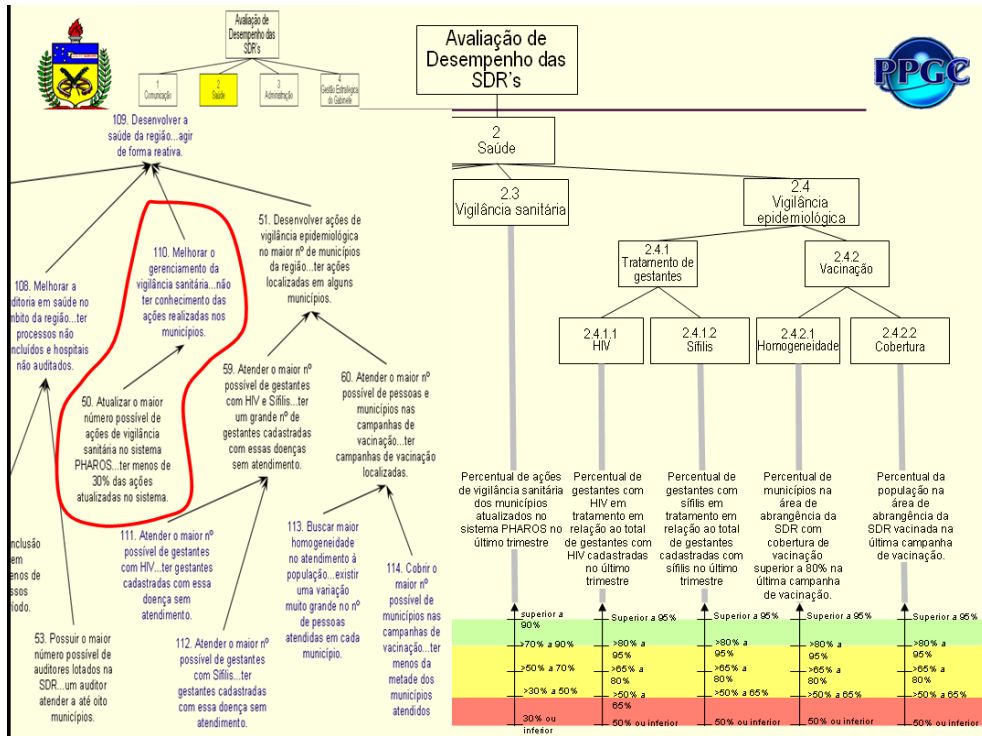 Avaliação de
Desempenho das
SDR's
1
Comunicação
2
Saúde
3
Administração
4
Gestão Estratégica
do Gabinete
109. Desenvolver a
saúde da região...agir
de forma reativa.
51. Desenvolver ações de
vigilância epidemiológica
no maior nº de municípios
da região...ter ações
localizadas em alguns
municípios.
110. Melhorar o
gerenciamento da
vigilância sanitária...não
ter conhecimento das
ações realizadas nos
municípios.
108. Melhorar a
ditoria em saúde no
nbito da região...ter
processos não
ncluídos e hospitais
não auditados.
59. Atender o maior nº
possível de gestantes
com HIV e Sífilis...ter
um grande nº de
gestantes cadastradas
com essas doenças
sem atendimento.
60. Atender o maior nº
possível de pessoas e
municípios nas
campanhas de
vacinação...ter
campanhas de vacinação
localizadas.
50. Atualizar o maior
número possível de
ações de vigilância
sanitária no sistema
PHAROS...ter menos de
30% das ações
atualizadas no sistema.
111. Atender o maior nº
possível de gestantes
com HIV...ter gestantes
cadastradas com essa
doença sem
atendimento.
113. Buscar maior
homogeneidade
no atendimento à
população...existir
uma variação
muito grande no nº
de pessoas
atendidas em cada
município.
114. Cobrir o
maior nº
possível de
municípios nas
campanhas de
vacinação...ter
menos da
metade dos
municípios
atendidos
nclusão
em
enos de
ssos
ríodo.
53. Possuir o maior
número possível de
auditores lotados na
SDR...um auditor
atender a até oito
municípios.
112. Atender o maior nº
possível de gestantes
com Sífilis...ter
gestantes cadastradas
com essa doença sem
atendimento.
Avaliação de
Desempenho das
SDR's
PPGC
2
Saúde
2.3
Vigilância sanitária
2.4
Vigilância
epidemiológica
2.4.1
Tratamento de
gestantes
2.4.2
Vacinação
2.4.1.1
HIV
2.4.1.2
Sífilis
2.4.2.1
Homogeneidade
2.4.2.2
Cobertura
Percentual de ações
de vigilância sanitária
dos municípios
atualizados no
sistema PHAROS no
último trimestre
Percentual de
gestantes com
HIV em
tratamento em
relação ao total
de gestantes com
HIV cadastradas
no último
trimestre
Percentual de
gestantes com
sífilis em
tratamento em
relação ao total
de gestantes
cadastradas com
sífilis no último
trimestre
Percentual de
municípios na
área de
abrangência da
SDR com
cobertura de
vacinação
superior a 80% na
última campanha
de vacinação.
Percentual da
população na
área de
abrangência da
SDR vacinada na
última campanha
de vacinação.
superior a
90%
>70% a 90%
>50% a 70%
>30% a 50%
30% ou
inferior
Superior a 95%
>80% a
95%
>65% a
80%
>50% a
65%
50% ou inferior
Superior a 95%
>80% a
95%
>65% a
80%
>50% a 65%
50% ou inferior
Superior a 95%
>80% a
95%
>65% a
80%
>50% a 65%
50% ou inferior
Superior a 95%
>80% a
95%
>65% a
80%
>50% a 65%
50% ou inferior